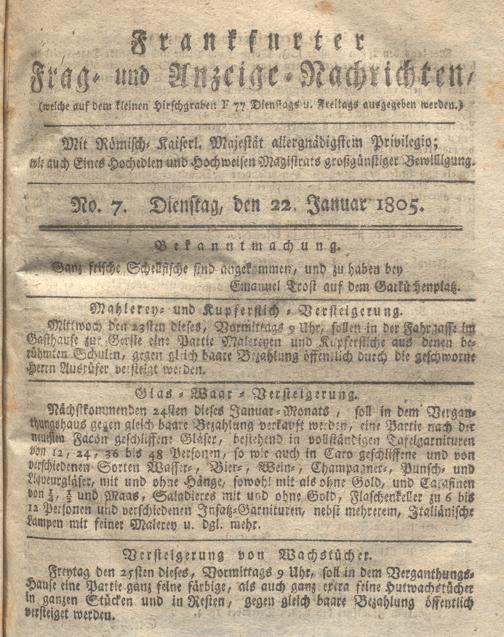 Frankfurter
Frag- und Anzeige-Nachrichten,
(welche auf dem kleinen Hirschgraben F 77 Dienstags u. Freitags ausgegeben werden.)
Mit Römisch-Kaiserl. Majestät allergnädigstem Privilegio;
wie auch Eines Hochedlen und Hochweisen Magistrats großgünstiger Bewilligung.
No. 7. Dienstag, den 22. Januar 1805.
Bekanntmachung.
Ganz frische Schellfische sind angekommen, und zu haben bey
Emanuel Trost auf dem Garküchenplatz.
Mahlerey- und Kupferstich-Versteigerung.
Mittwoch den 23sten dieses, Vormittags 9 Uhr, sollen in der Fahrgasse im
Gasthause zur Gerste eine Partie Malereyen und Kupferstiche aus denen be-
rühmten Schulen, gegen gleich baare Bezahlung öffentlich durch die geschworne
Herren Ausrüfer versteigt werden.
Glas-Waar-Versteigerung.
Nächstkommenden 24sten dieses Januar-Monats, soll in dem Vergan-
thungshaus gegen gleich baare Bezahlung verkauft werden, eine Partie nach der
neuesten Façon geschliffene Gläser, bestehend in vollständigen Tafelgarnituren
von 12, 24, 36 bis 48 Personen, so wie auch in Caro geschliffene und von
verschiedenen Sorten Wasser-, Bier-, Wein-, Champagner-, Punsch- und
Liqueurgläser, mit und ohne Hänge, sowohl mit als ohne Gold, und Caraffinen
von und Maas, Saladieres mit und ohne Gold, Flaschenkeller zu 6 bis
12 Personen und verschiedenen Insatz-Garnituren, nebst mehrerem, Italiänische
Lampen mit feiner Malerey u. dgl. mehr.
Versteigerung von Wachstücher.
Freytag den 25sten dieses, Vormittags 9 Uhr, soll in dem Verganthungs-
Hause eine Partie ganz feine färbige, als auch ganz extra feine Hutwachstücher
in ganzen Stücken und in Resten, gegen gleich baare Bezahlung öffentlich
versteiget werden.